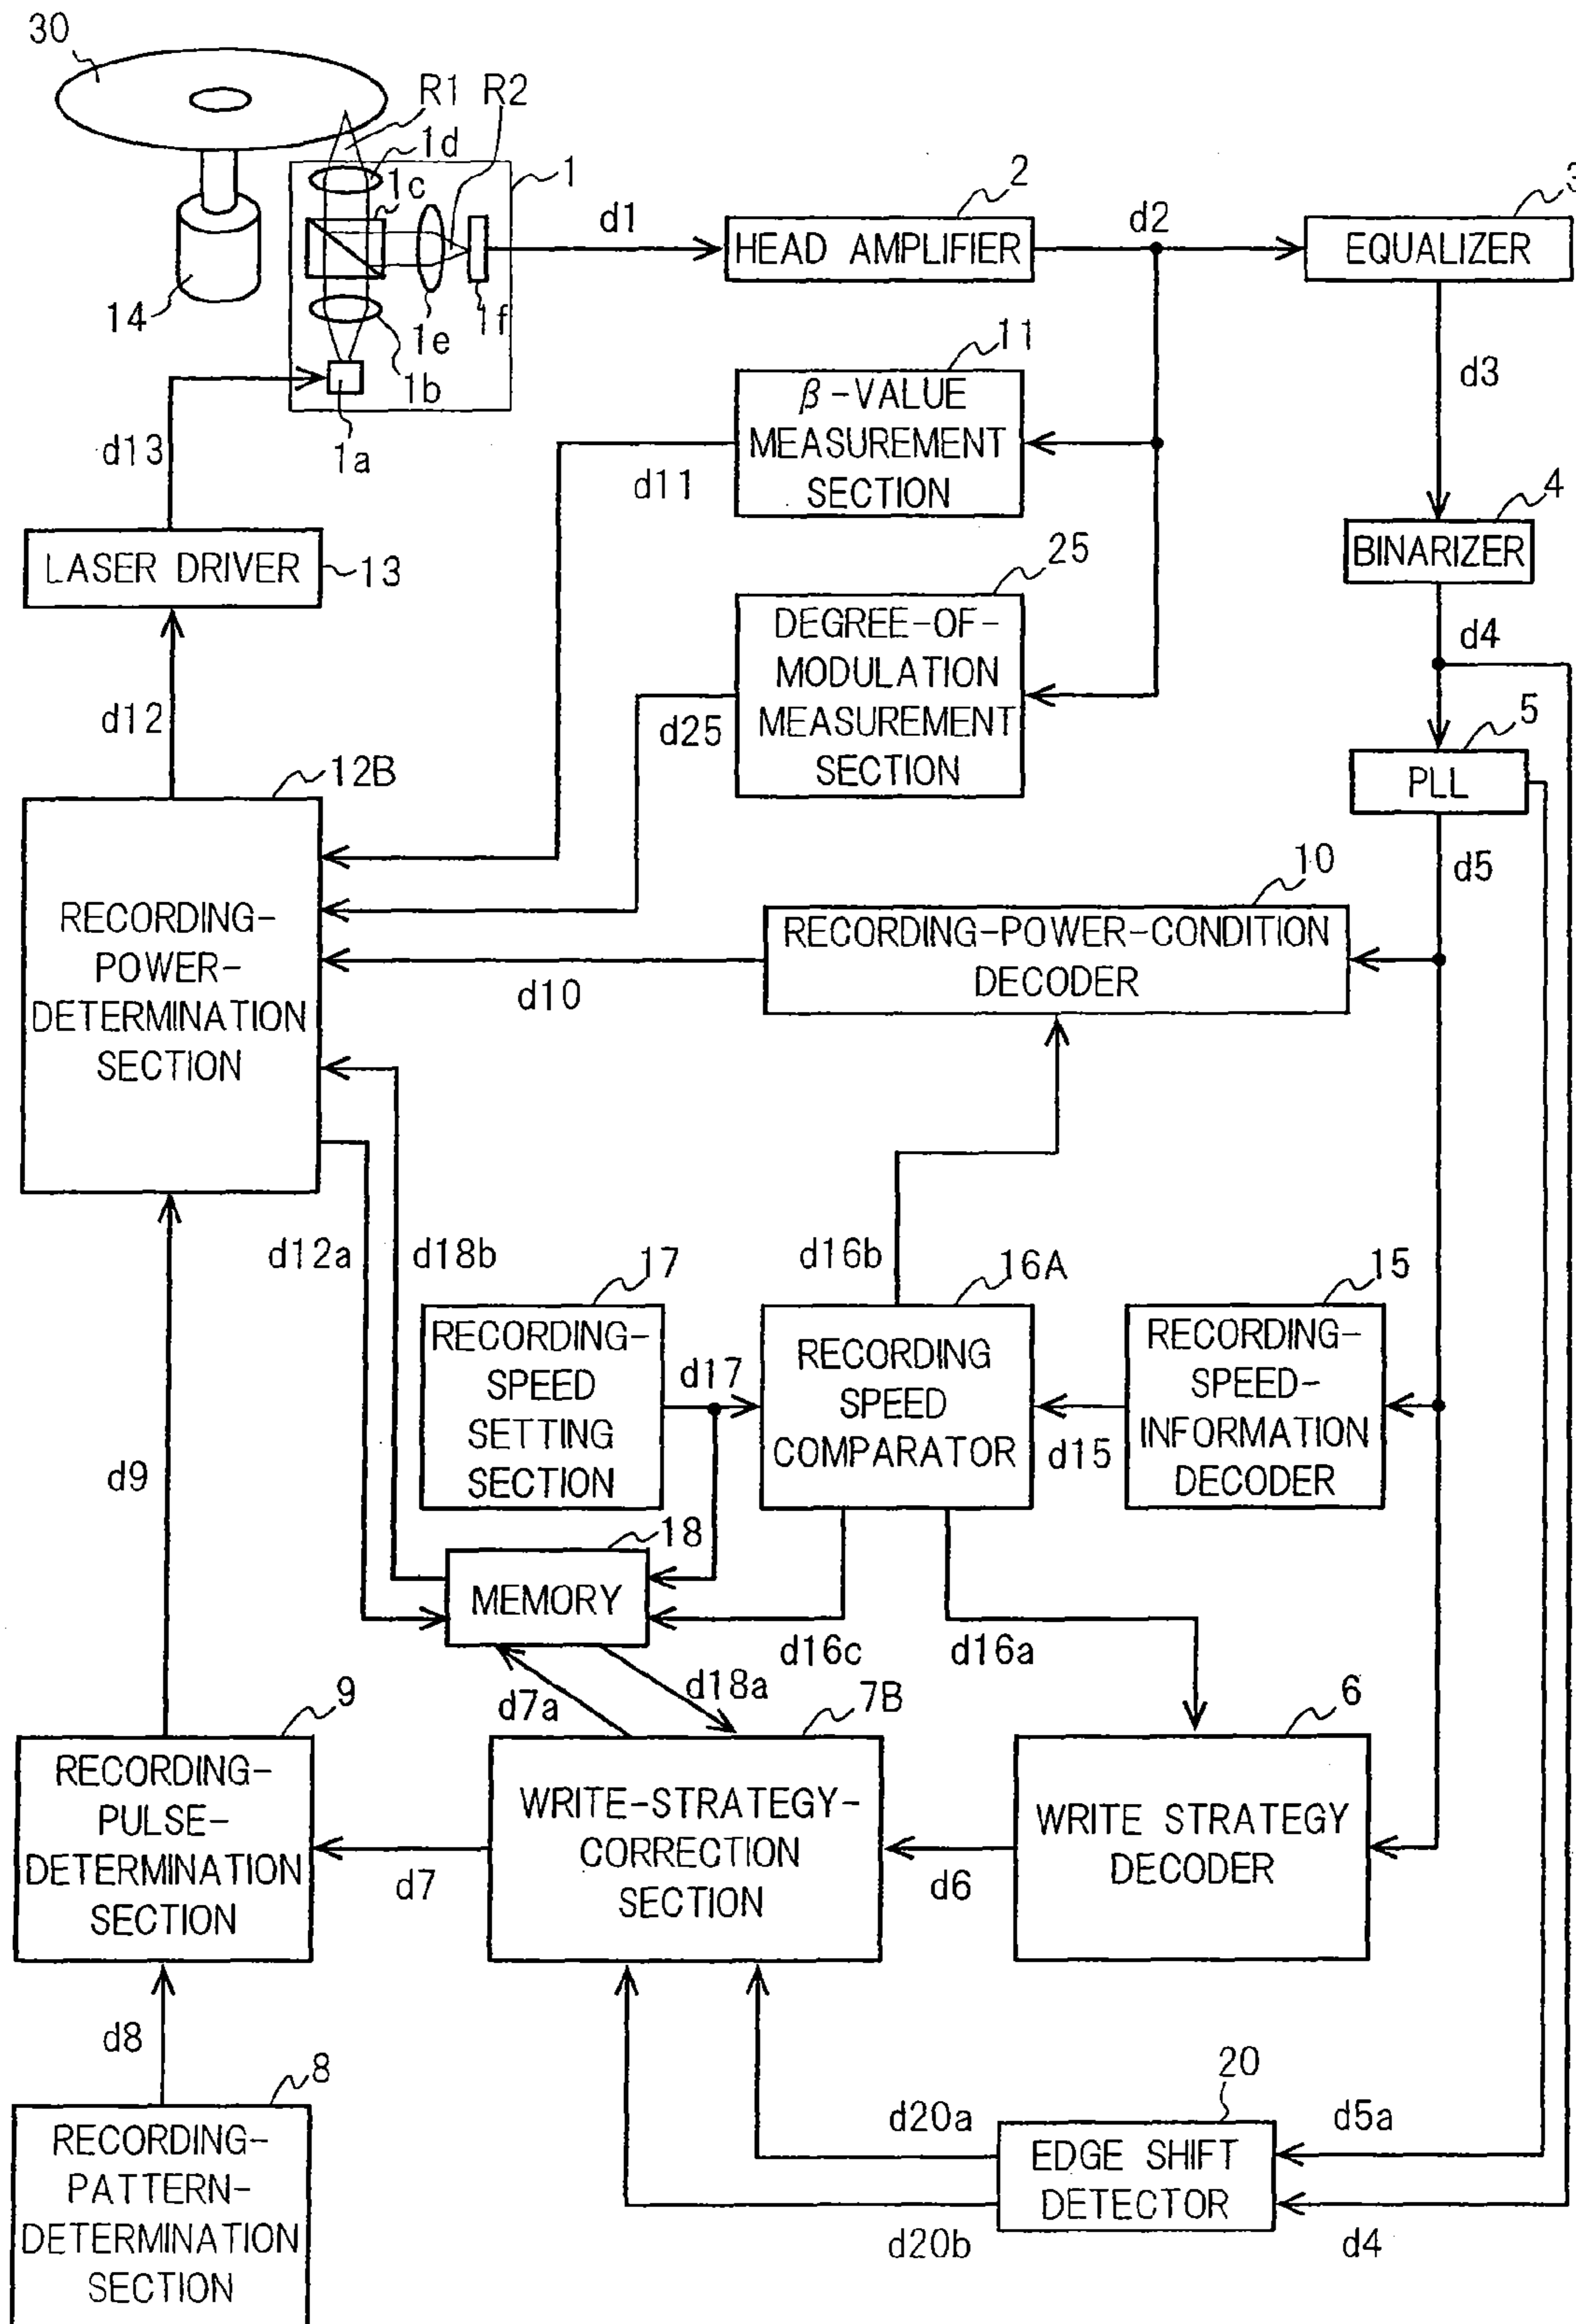 30
R1 R2
1d
1
1c
2
3
d1
d2
HEAD AMPLIFIER
EQUALIZER
14
1e
1f
1b
1a
11
β-VALUE
MEASUREMENT
SECTION
d3
d13
d11
4
BINARIZER
LASER DRIVER
13
25
DEGREE-OF-
MODULATION
MEASUREMENT
SECTION
d4
d12
d25
5
PLL
12B
d5
10
RECORDING-
POWER-
DETERMINATION
SECTION
RECORDING-POWER-CONDITION
DECODER
d10
d12a
d18b
17
d16b
16A
15
RECORDING-
SPEED
SETTING
SECTION
d17
RECORDING
SPEED
COMPARATOR
d15
RECORDING-
SPEED-
INFORMATION
DECODER
d9
18
MEMORY
d16c
d16a
d7a
d18a
9
7B
6
RECORDING-
PULSE-
DETERMINATION
SECTION
d7
WRITE-STRATEGY-
CORRECTION
SECTION
d6
WRITE STRATEGY
DECODER
d8
8
20
d20a
d5a
RECORDING-
PATTERN-
DETERMINATION
SECTION
EDGE SHIFT
DETECTOR
d20b
d4